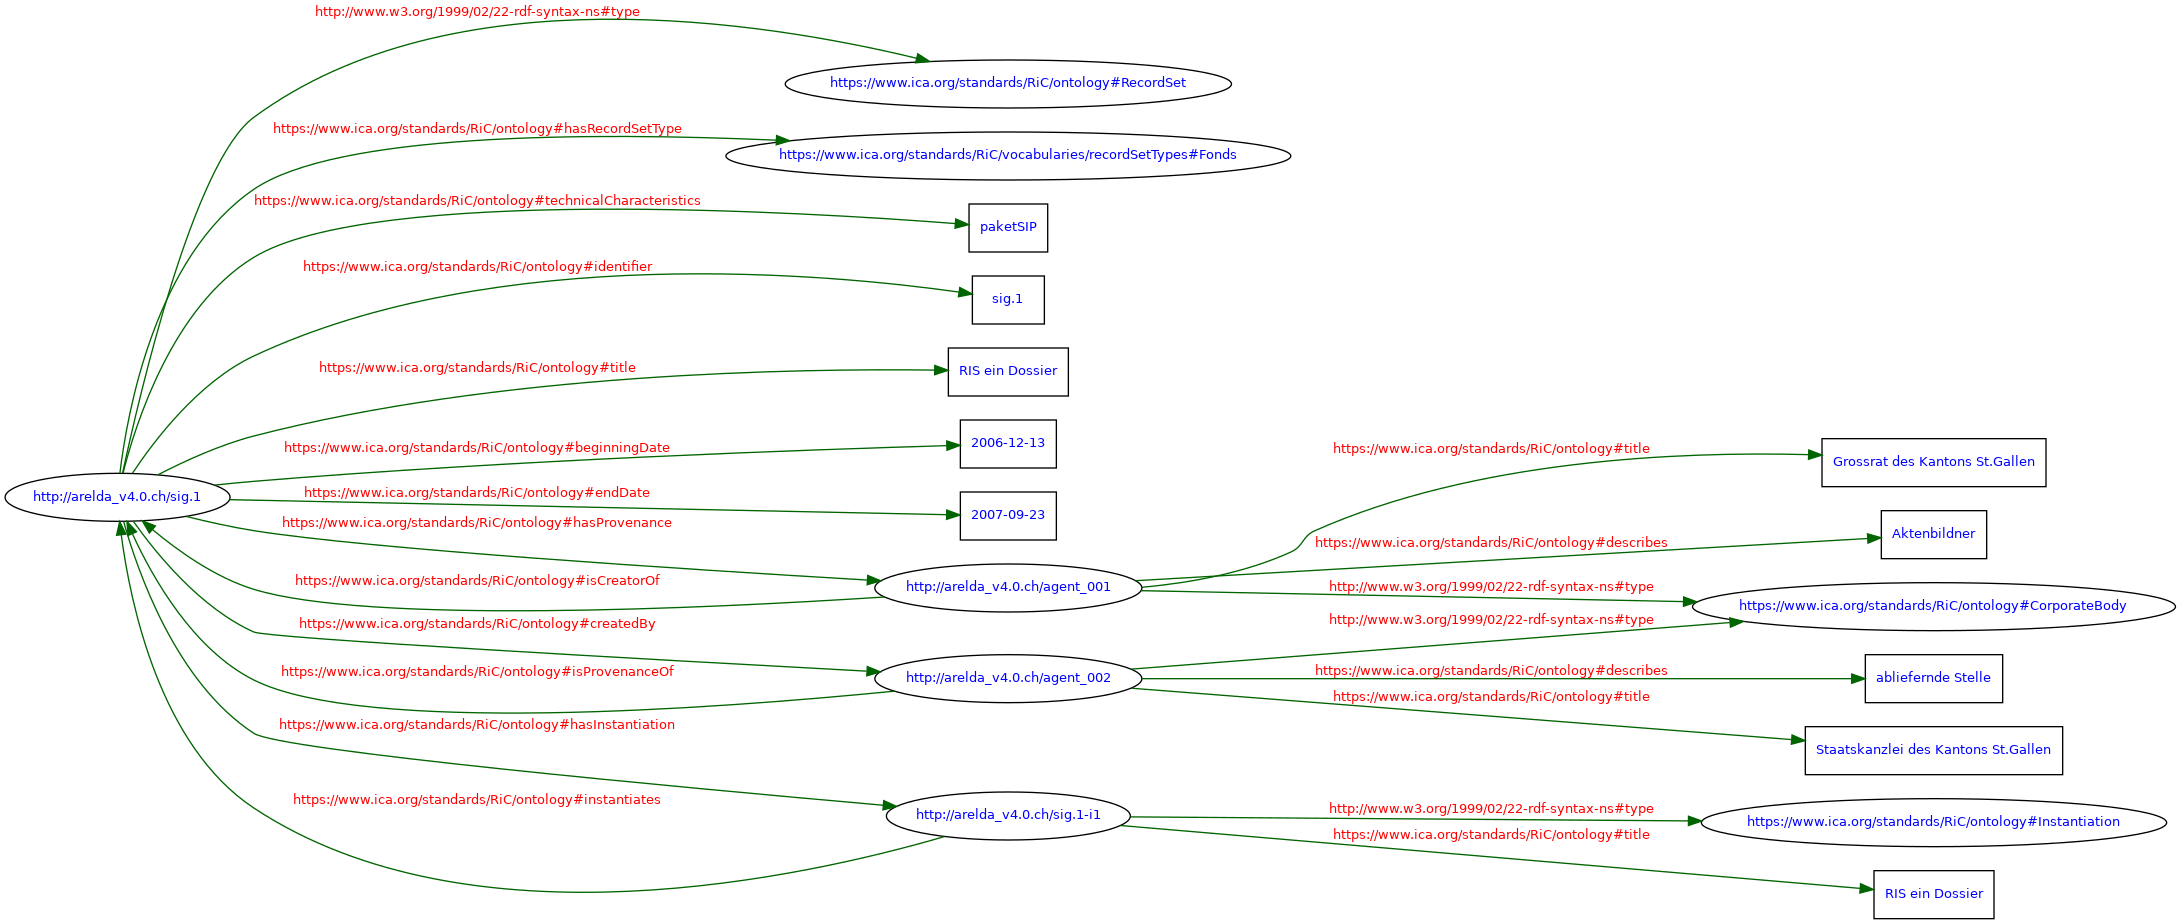 http://www.w3.org/1999/02/22-rdf-syntax-ns#type
https://www.ica.org/standards/RiC/ontology#RecordSet
https://www.ica.org/standards/RiC/ontology#hasRecordSetType
https://www.ica.org/standards/RiC/vocabularies/recordSetTypes#Fonds
https://www.ica.org/standards/RiC/ontology#technicalCharacteristics
paketSIP
https://www.ica.org/standards/RiC/ontology#identifier
sig.1
https://www.ica.org/standards/RiC/ontology#title
RIS ein Dossier
https://www.ica.org/standards/RiC/ontology#beginningDate
2006-12-13
https://www.ica.org/standards/RiC/ontology#title
Grossrat des Kantons St.Gallen
http://arelda_v4.0.ch/sig.1
https://www.ica.org/standards/RiC/ontology#endDate
2007-09-23
https://www.ica.org/standards/RiC/ontology#hasProvenance
https://www.ica.org/standards/RiC/ontology#describes
Aktenbildner
https://www.ica.org/standards/RiC/ontology#isCreatorOf
http://arelda_v4.0.ch/agent_001
http://www.w3.org/1999/02/22-rdf-syntax-ns#type
https://www.ica.org/standards/RiC/ontology#CorporateBody
https://www.ica.org/standards/RiC/ontology#createdBy
http://www.w3.org/1999/02/22-rdf-syntax-ns#type
https://www.ica.org/standards/RiC/ontology#isProvenanceOf
http://arelda_v4.0.ch/agent_002
https://www.ica.org/standards/RiC/ontology#describes
abliefernde Stelle
https://www.ica.org/standards/RiC/ontology#title
https://www.ica.org/standards/RiC/ontology#hasInstantiation
Staatskanzlei des Kantons St.Gallen
https://www.ica.org/standards/RiC/ontology#instantiates
http://arelda_v4.0.ch/sig.1-i1
http://www.w3.org/1999/02/22-rdf-syntax-ns#type
https://www.ica.org/standards/RiC/ontology#Instantiation
https://www.ica.org/standards/RiC/ontology#title
RIS ein Dossier